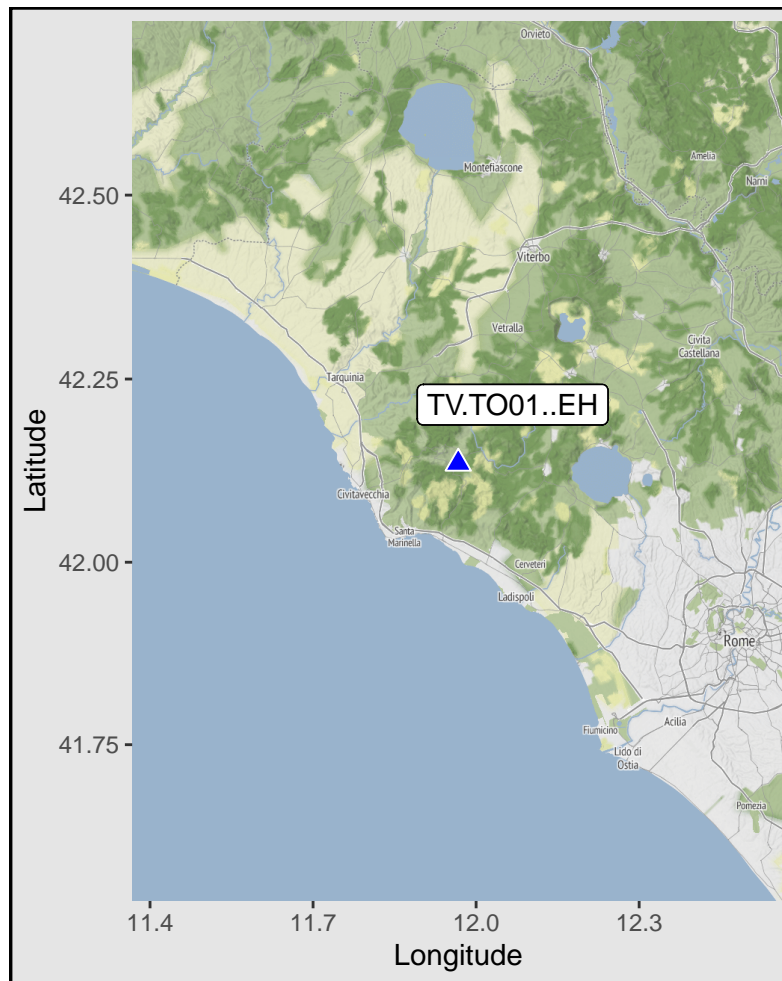 Orvieto
Amelia
Montefiascone
Narni
42.50
Viterbo
Vetralla
Civita
Castellana
42.25
Tarquinia
TV.TO01..EH
Latitude
Civitavecchia
Santa
Marinella
42.00
Cerveteri
Ladispoli
Rome
41.75
Fiumicino
Acilia
Lido di
Ostia
Pomezia
11.4
11.7
12.0
12.3
Longitude